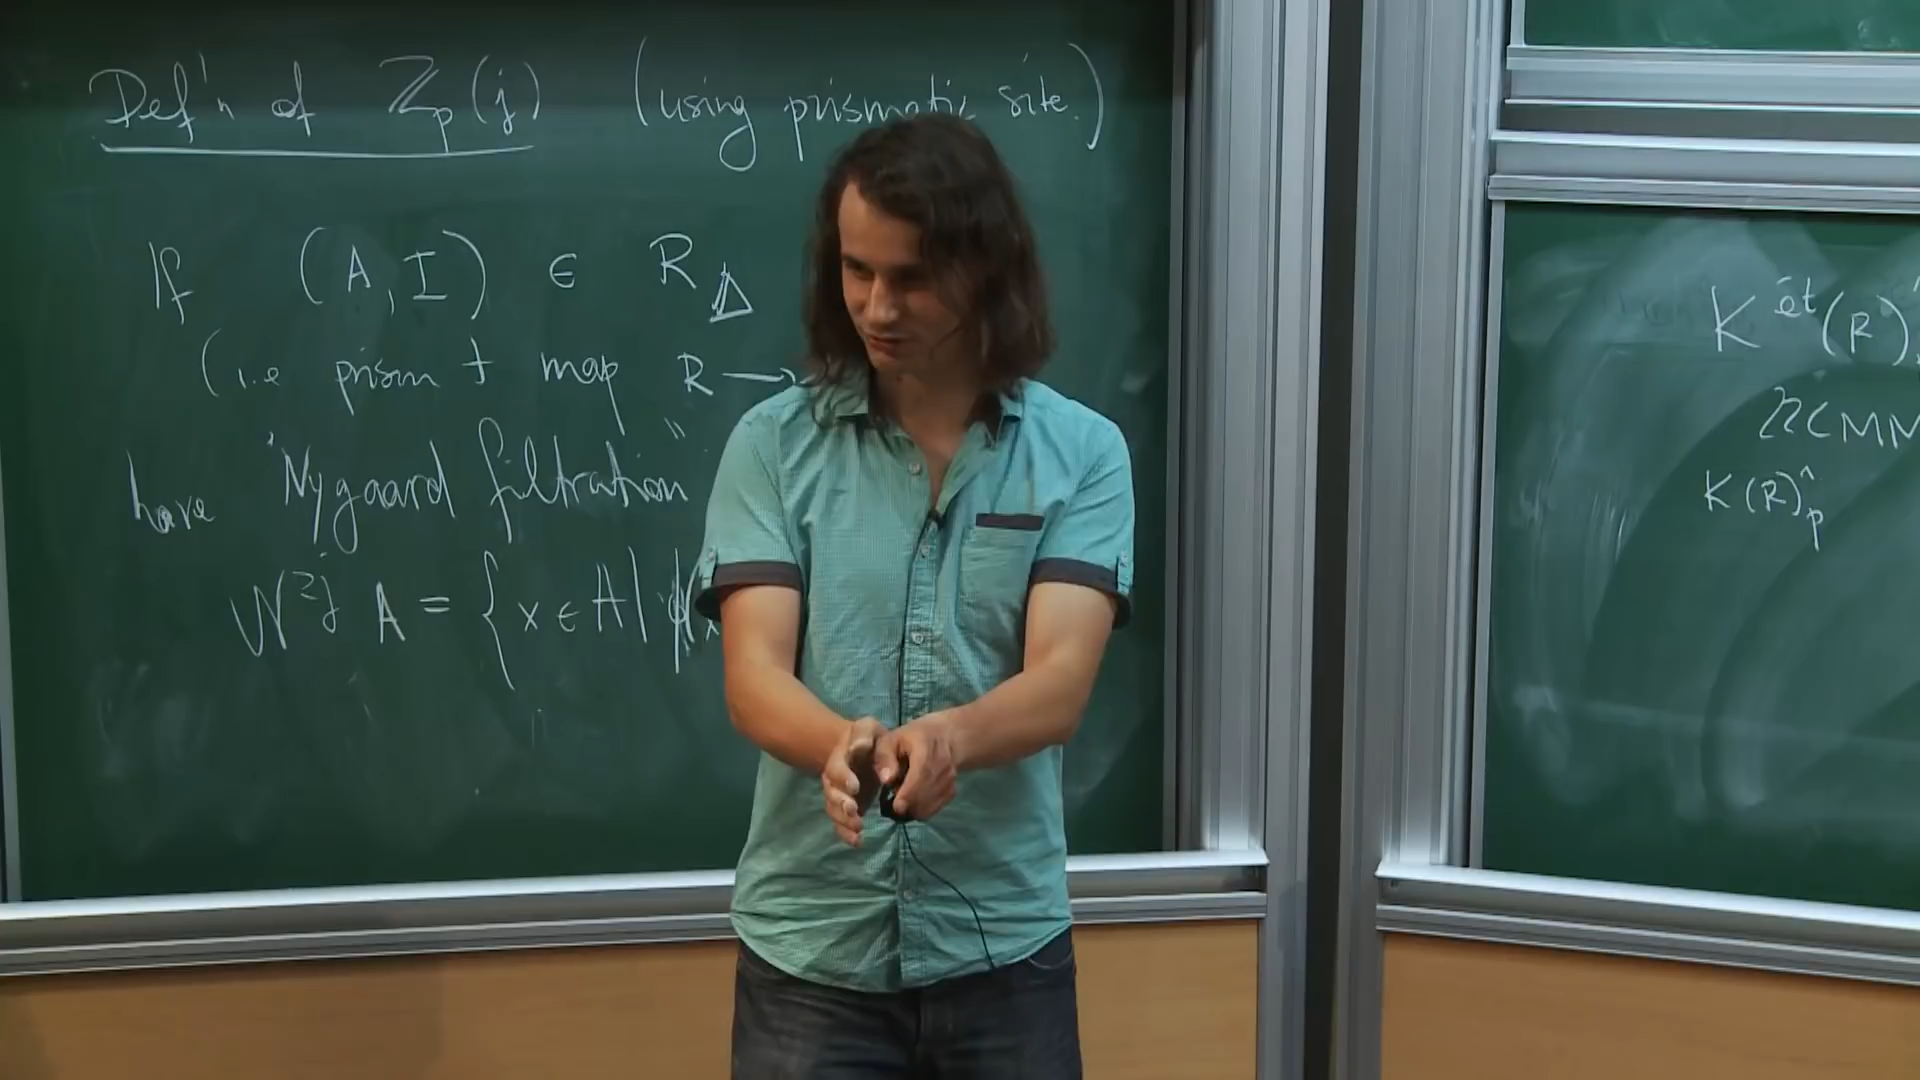 Def'n of ℤ_p(j) (using prismatic site.)
If (A, I) ∈ R_Δ
(i.e prism + map R →
have "Nygaard filtration"
N^{≥j} A = { x ∈ A | φ(x
K^{ét}(R)
K(R)^_p